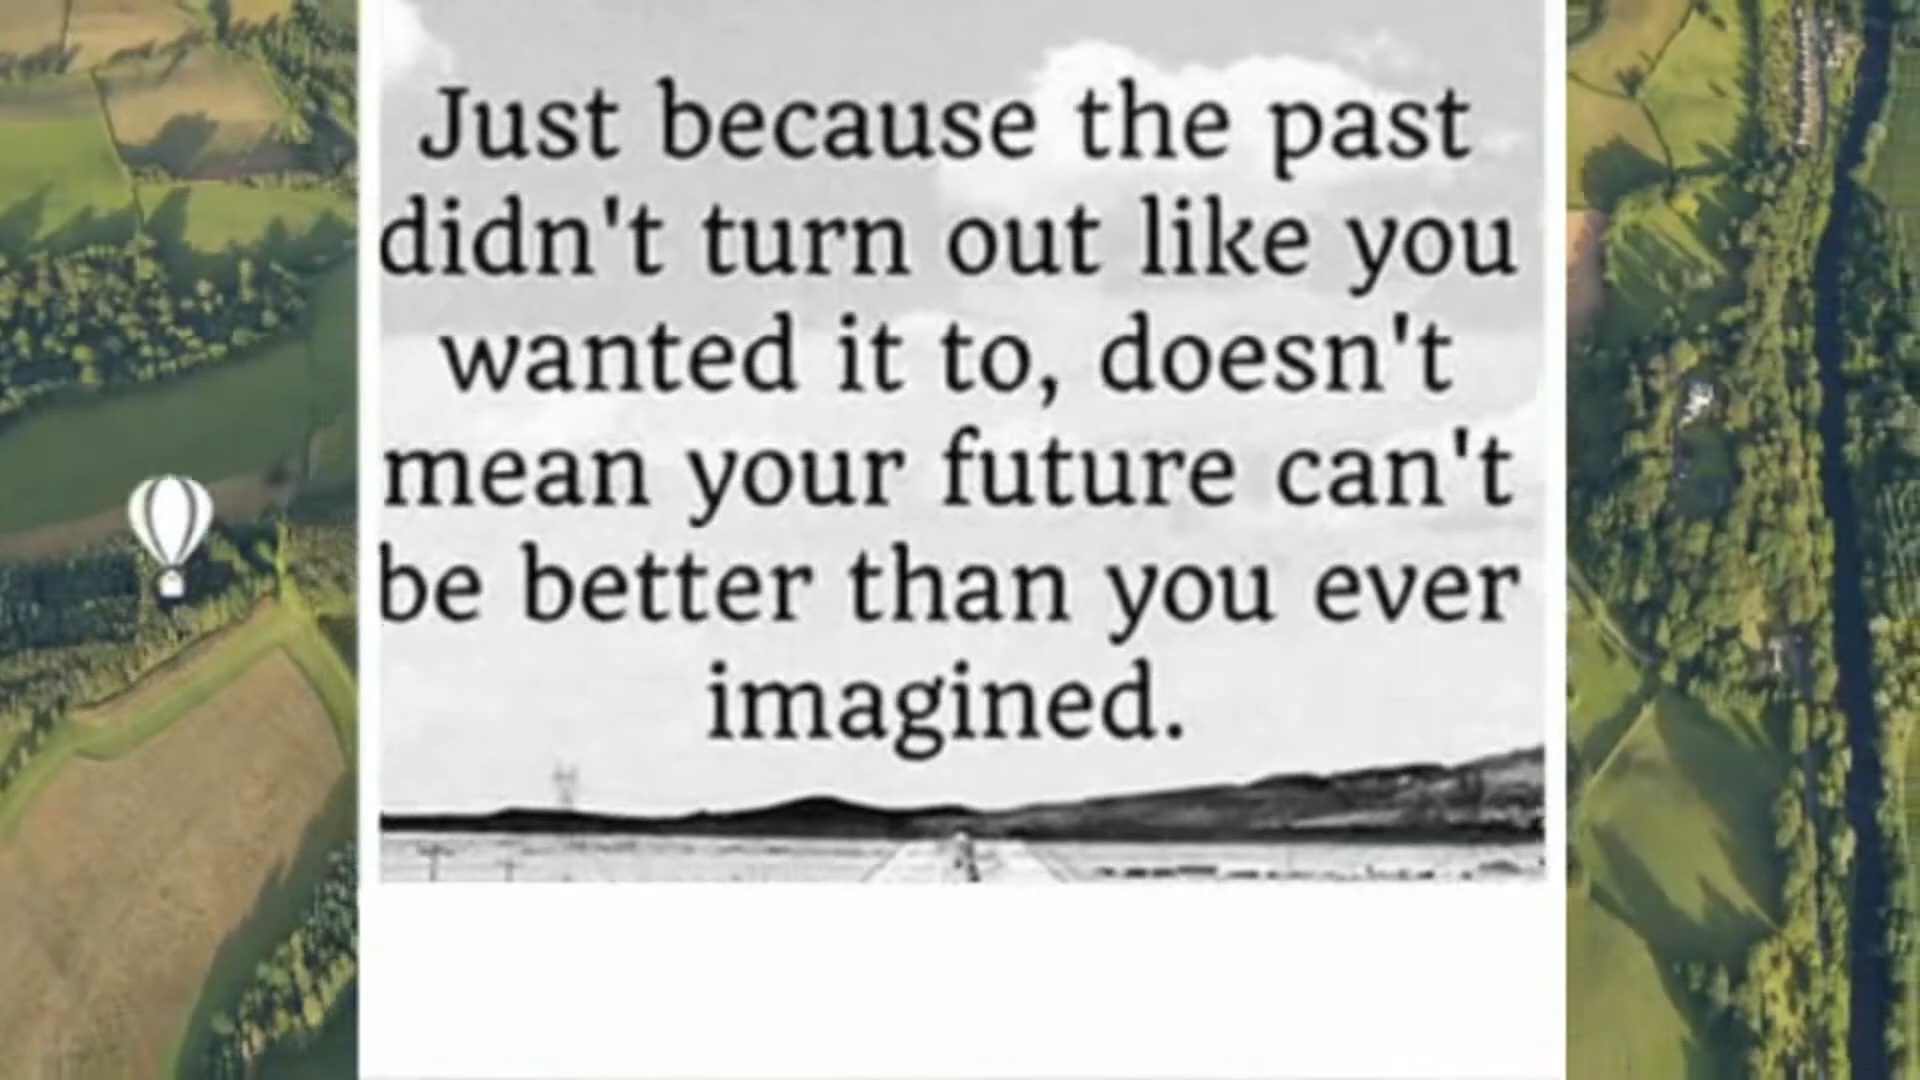 Just because the past
didn't turn out like you
wanted it to, doesn't
mean your future can't
be better than you ever
imagined.